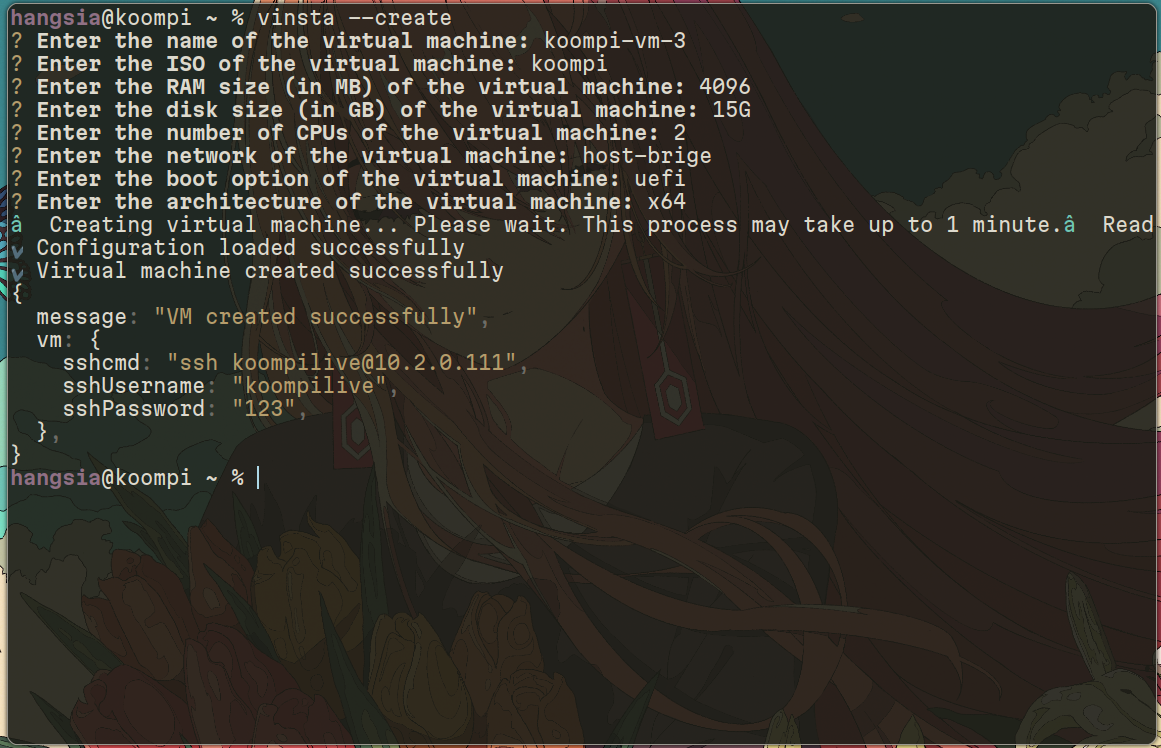 hangsia@koompi ~ % vinsta --create
? Enter the name of the virtual machine: koompi-vm-3
? Enter the ISO of the virtual machine: koompi
? Enter the RAM size (in MB) of the virtual machine: 4096
? Enter the disk size (in GB) of the virtual machine: 15G
? Enter the number of CPUs of the virtual machine: 2
? Enter the network of the virtual machine: host-brige
? Enter the boot option of the virtual machine: uefi
? Enter the architecture of the virtual machine: x64
â  Creating virtual machine... Please wait. This process may take up to 1 minute.â  Read
✔ Configuration loaded successfully
✔ Virtual machine created successfully
{
  message: "VM created successfully",
  vm: {
    sshcmd: "ssh koompilive@10.2.0.111",
    sshUsername: "koompilive",
    sshPassword: "123",
  },
}
hangsia@koompi ~ %